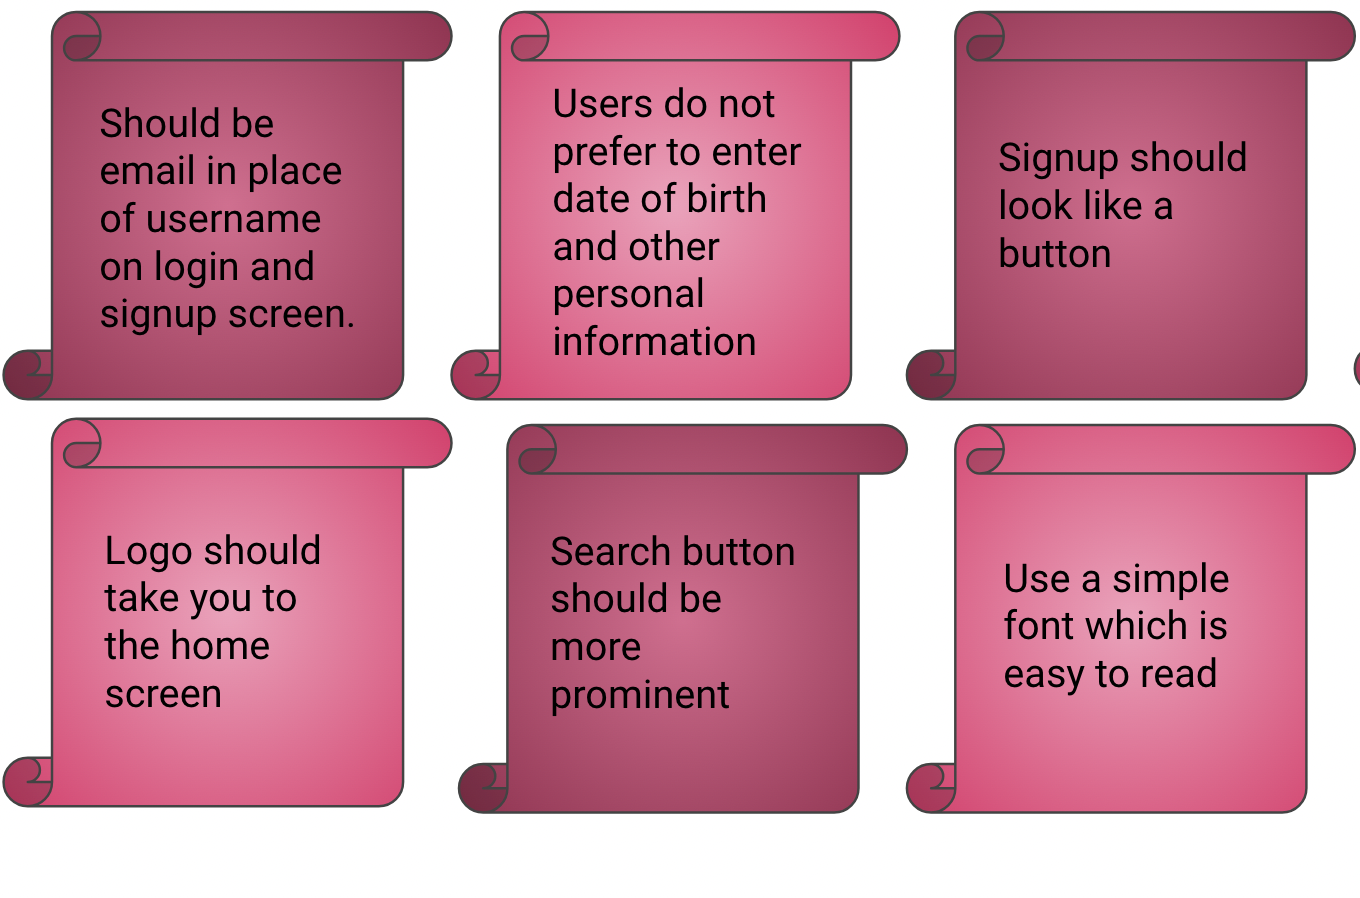 Should be
email in place
of username
on login and
signup screen.
Users do not
prefer to enter
date of birth
and other
personal
information
Signup should
look like a
button
Logo should
take you to
the home
screen
Search button
should be
more
prominent
Use a simple
font which is
easy to read